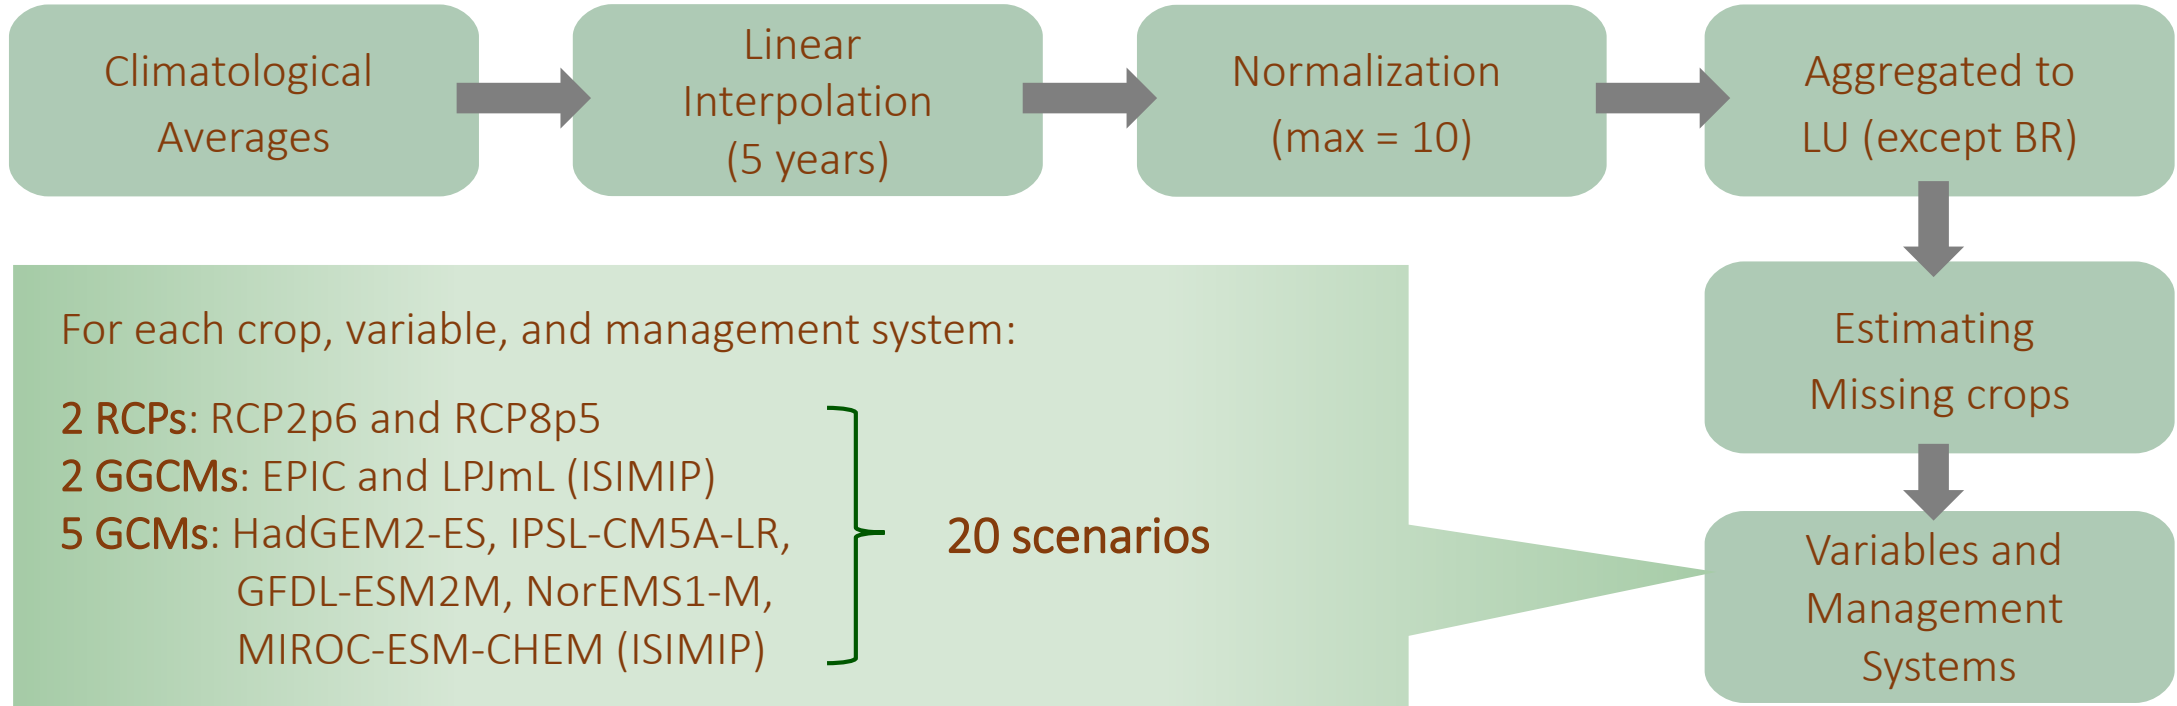 Climatological
Averages
Linear
Interpolation
(5 years)
Normalization
(max = 10)
Aggregated to
LU (except BR)
Estimating
Missing crops
Variables and
Management
Systems
For each crop, variable, and management system:
2 RCPs: RCP2p6 and RCP8p5
2 GGCMs: EPIC and LPJmL (ISIMIP)
5 GCMs: HadGEM2-ES, IPSL-CM5A-LR,
GFDL-ESM2M, NorEMS1-M,
MIROC-ESM-CHEM (ISIMIP)
20 scenarios